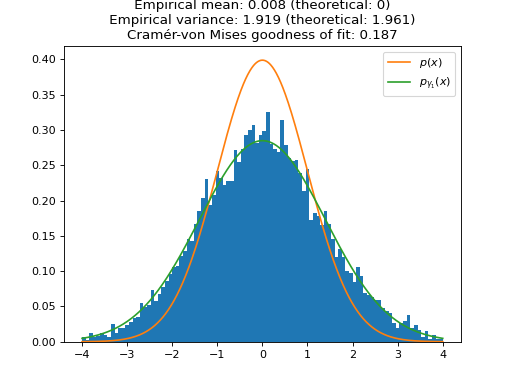 Empirical mean: 0.008 (theoretical: 0)
Empirical variance: 1.919 (theoretical: 1.961)
Cramér-von Mises goodness of fit: 0.187
0.40
0.35
0.30
0.25
0.20
0.15
0.10
0.05
0.00
−4 −3 −2 −1 0 1 2 3 4
p(x)
pᵧ₁(x)